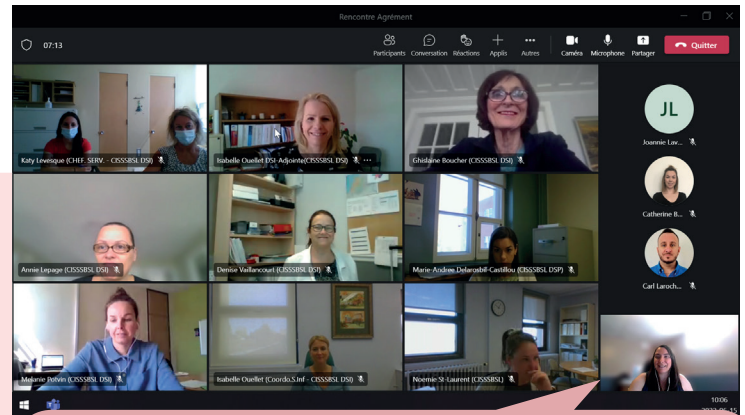 Rencontre Agrément
07:13
Participants Conversation Réactions Applis Autres Caméra Microphone Partager Quitter
Katy Levesque (CHEF. SERV. - CISSSBSL DSI)
Isabelle Ouellet DSI-Adjointe(CISSSBSL DSI)
Ghislaine Boucher (CISSSBSL DSI)
JL
Joannie Lav...
Catherine B...
Annie Lepage (CISSSBSL DSI)
Denise Vaillancourt (CISSSBSL DSI)
Marie-Andree Delarosbil-Castillou (CISSSBSL DSP)
Carl Laroch...
Melanie Potvin (CISSSBSL DSI)
Isabelle Ouellet (Coordo.S.Inf - CISSSBSL DSI)
Noemie St-Laurent (CISSSBSL)
10:06